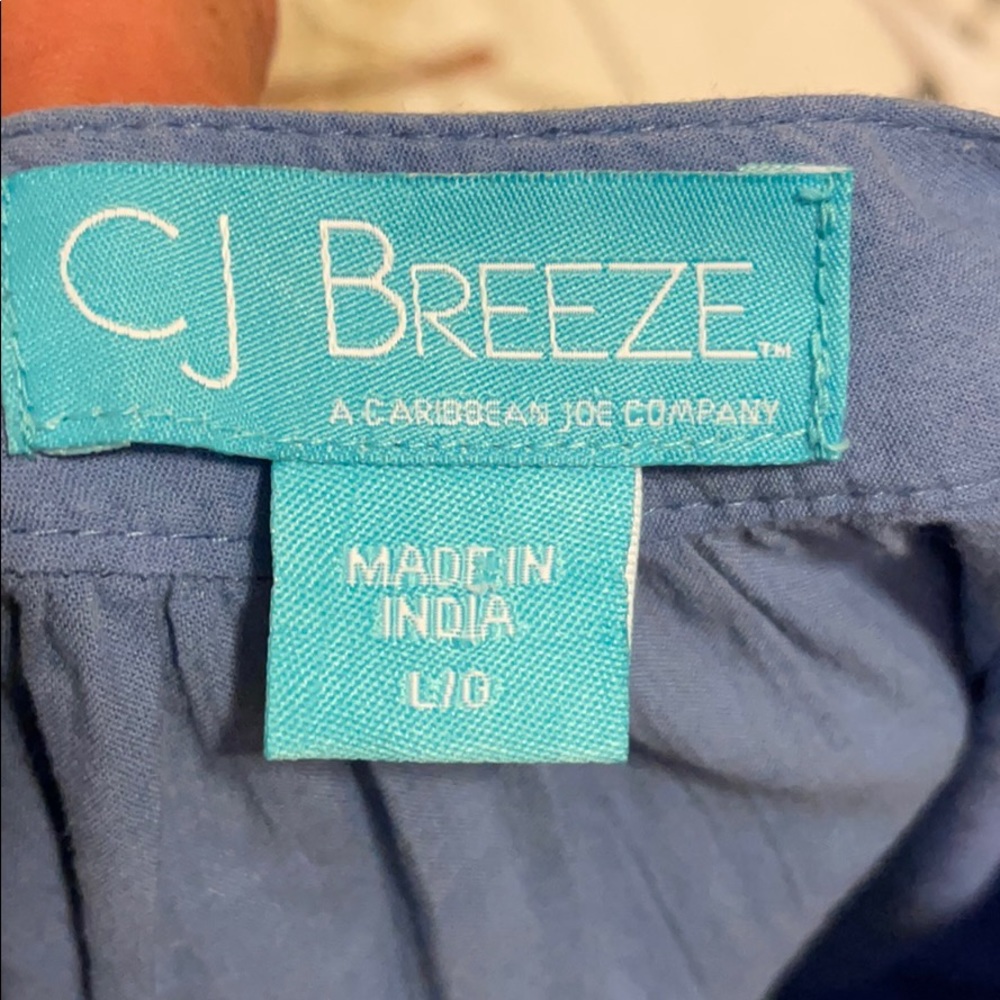 CJ BREEZE™
A CARIBBEAN JOE COMPANY
MADE IN
INDIA
L/G